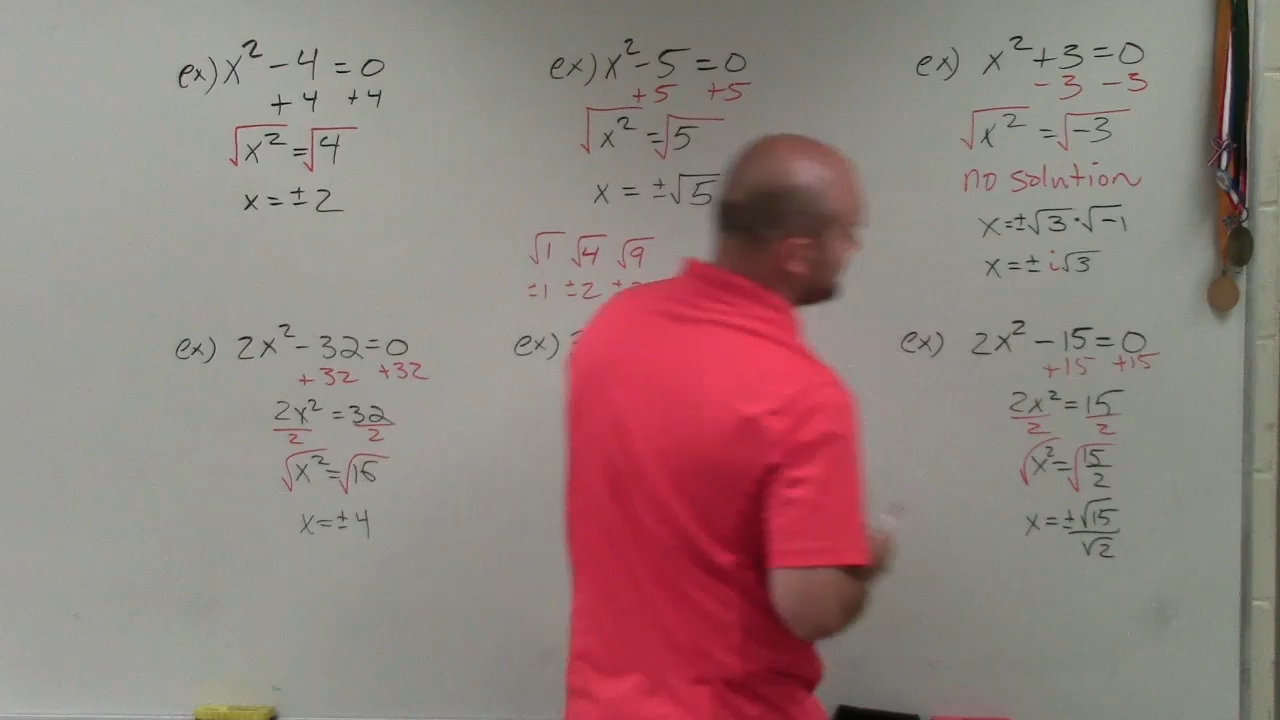 ex) x² - 4 = 0
+4 +4
√x² = √4
x = ± 2
ex) x² - 5 = 0
+5 +5
√x² = √5
x = ±√5
√1 √4 √9
±1 ±2
ex) x² + 3 = 0
-3 -3
√x² = √-3
no solution
x = ±√3 · √-1
x = ± i√3
ex) 2x² - 32 = 0
+32 +32
2x² = 32
2 2
√x² = √16
x = ± 4
ex)
ex) 2x² - 15 = 0
+15 +15
2x² = 15
2 2
√x² = √15/2
x = ±√15
√2